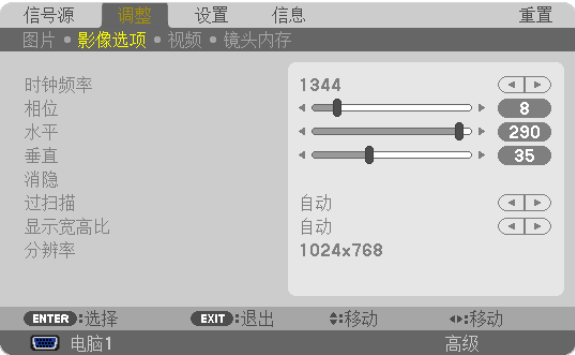 信号源 调整 设置 信息 重置
图片 • 影像选项 • 视频 • 镜头内存
时钟频率 1344
相位 8
水平 290
垂直 35
消隐
过扫描 自动
显示宽高比 自动
分辨率 1024x768
ENTER :选择 EXIT :退出 :移动 :移动
电脑1 高级